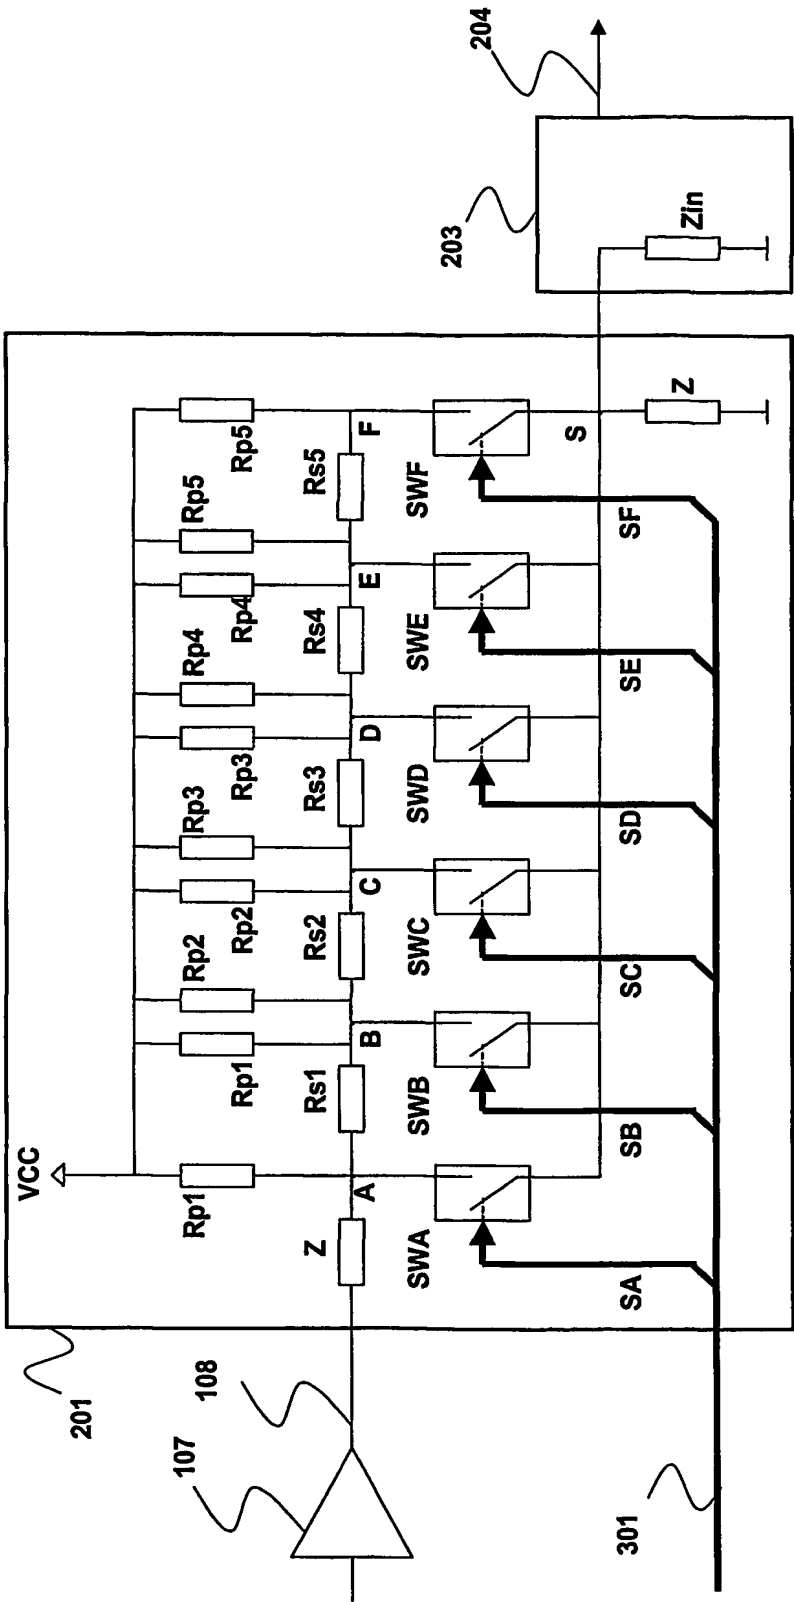 VCC
Rp1
Rp1
Rp2
Rp2
Rp3
Rp3
Rp4
Rp4
Rp5
Rp5
Z
Rs1
Rs2
Rs3
Rs4
Rs5
A
B
C
D
E
F
SWA
SWB
SWC
SWD
SWE
SWF
S
SA
SB
SC
SD
SE
SF
Z
Zin
107
108
201
203
204
301